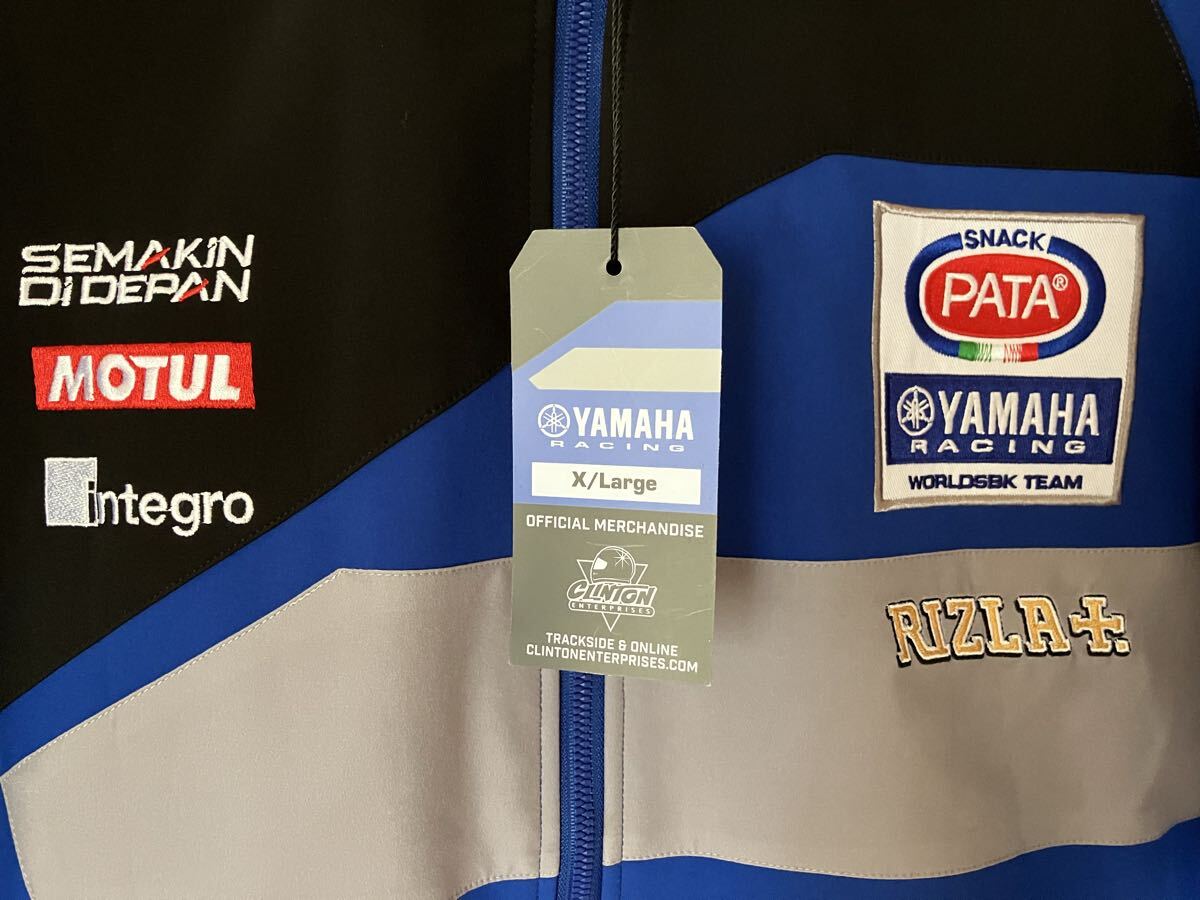 SEMAKiN
Di DEPAN
MOTUL
integro
YAMAHA
RACING
X/Large
OFFICIAL MERCHANDISE
CLINTON
ENTERPRISES
TRACKSIDE & ONLINE
CLINTONENTERPRISES.COM
SNACK
PATA®
YAMAHA
RACING
WORLDSBK TEAM
RIZLA+.